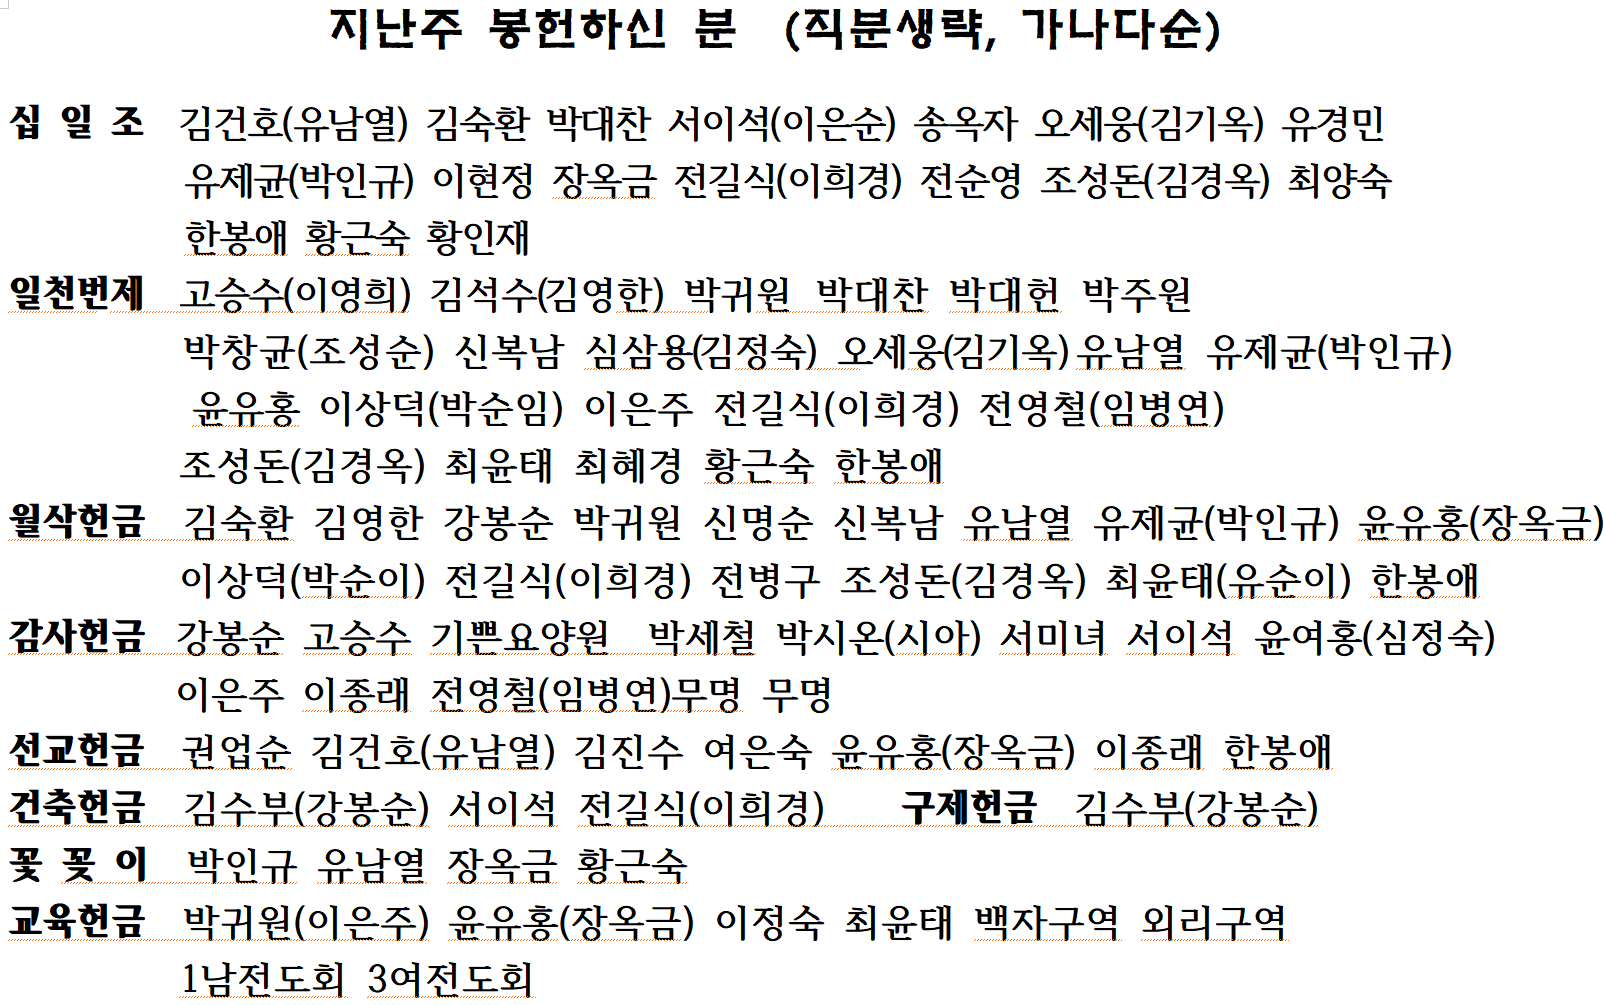 지난주 봉헌하신 분 (직분생략, 가나다순)
십 일 조 김건호(유남열) 김숙환 박대찬 서이석(이은순) 송옥자 오세웅(김기옥) 유경민
유제균(박인규) 이현정 장옥금 전길식(이희경) 전순영 조성돈(김경옥) 최양숙
한봉애 황근숙 황인재
일천번제 고승수(이영희) 김석수(김영한) 박귀원 박대찬 박대헌 박주원
박창균(조성순) 신복남 심삼용(김정숙) 오세웅(김기옥) 유남열 유제균(박인규)
윤유홍 이상덕(박순임) 이은주 전길식(이희경) 전영철(임병연)
조성돈(김경옥) 최윤태 최혜경 황근숙 한봉애
월삭헌금 김숙환 김영한 강봉순 박귀원 신명순 신복남 유남열 유제균(박인규) 윤유홍(장옥금)
이상덕(박순이) 전길식(이희경) 전병구 조성돈(김경옥) 최윤태(유순이) 한봉애
감사헌금 강봉순 고승수 기쁜요양원 박세철 박시온(시아) 서미녀 서이석 윤여홍(심정숙)
이은주 이종래 전영철(임병연)무명 무명
선교헌금 권업순 김건호(유남열) 김진수 여은숙 윤유홍(장옥금) 이종래 한봉애
건축헌금 김수부(강봉순) 서이석 전길식(이희경) 구제헌금 김수부(강봉순)
꽃 꽂 이 박인규 유남열 장옥금 황근숙
교육헌금 박귀원(이은주) 윤유홍(장옥금) 이정숙 최윤태 백자구역 외리구역
1남전도회 3여전도회